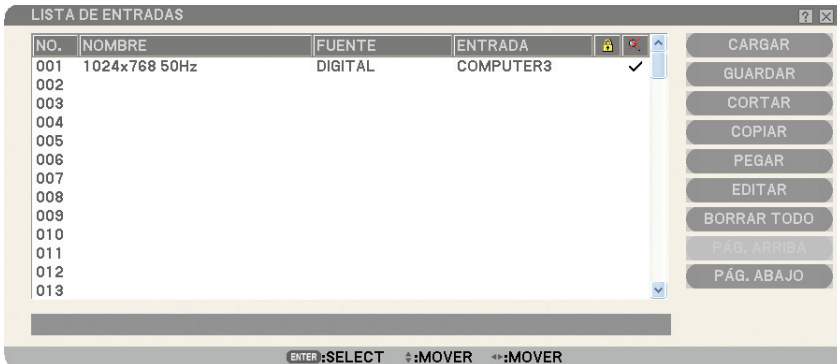 LISTA DE ENTRADAS
NO. NOMBRE FUENTE ENTRADA
001 1024x768 50Hz DIGITAL COMPUTER3
002
003
004
005
006
007
008
009
010
011
012
013
CARGAR
GUARDAR
CORTAR
COPIAR
PEGAR
EDITAR
BORRAR TODO
PÁG. ARRIBA
PÁG. ABAJO
ENTER :SELECT :MOVER :MOVER